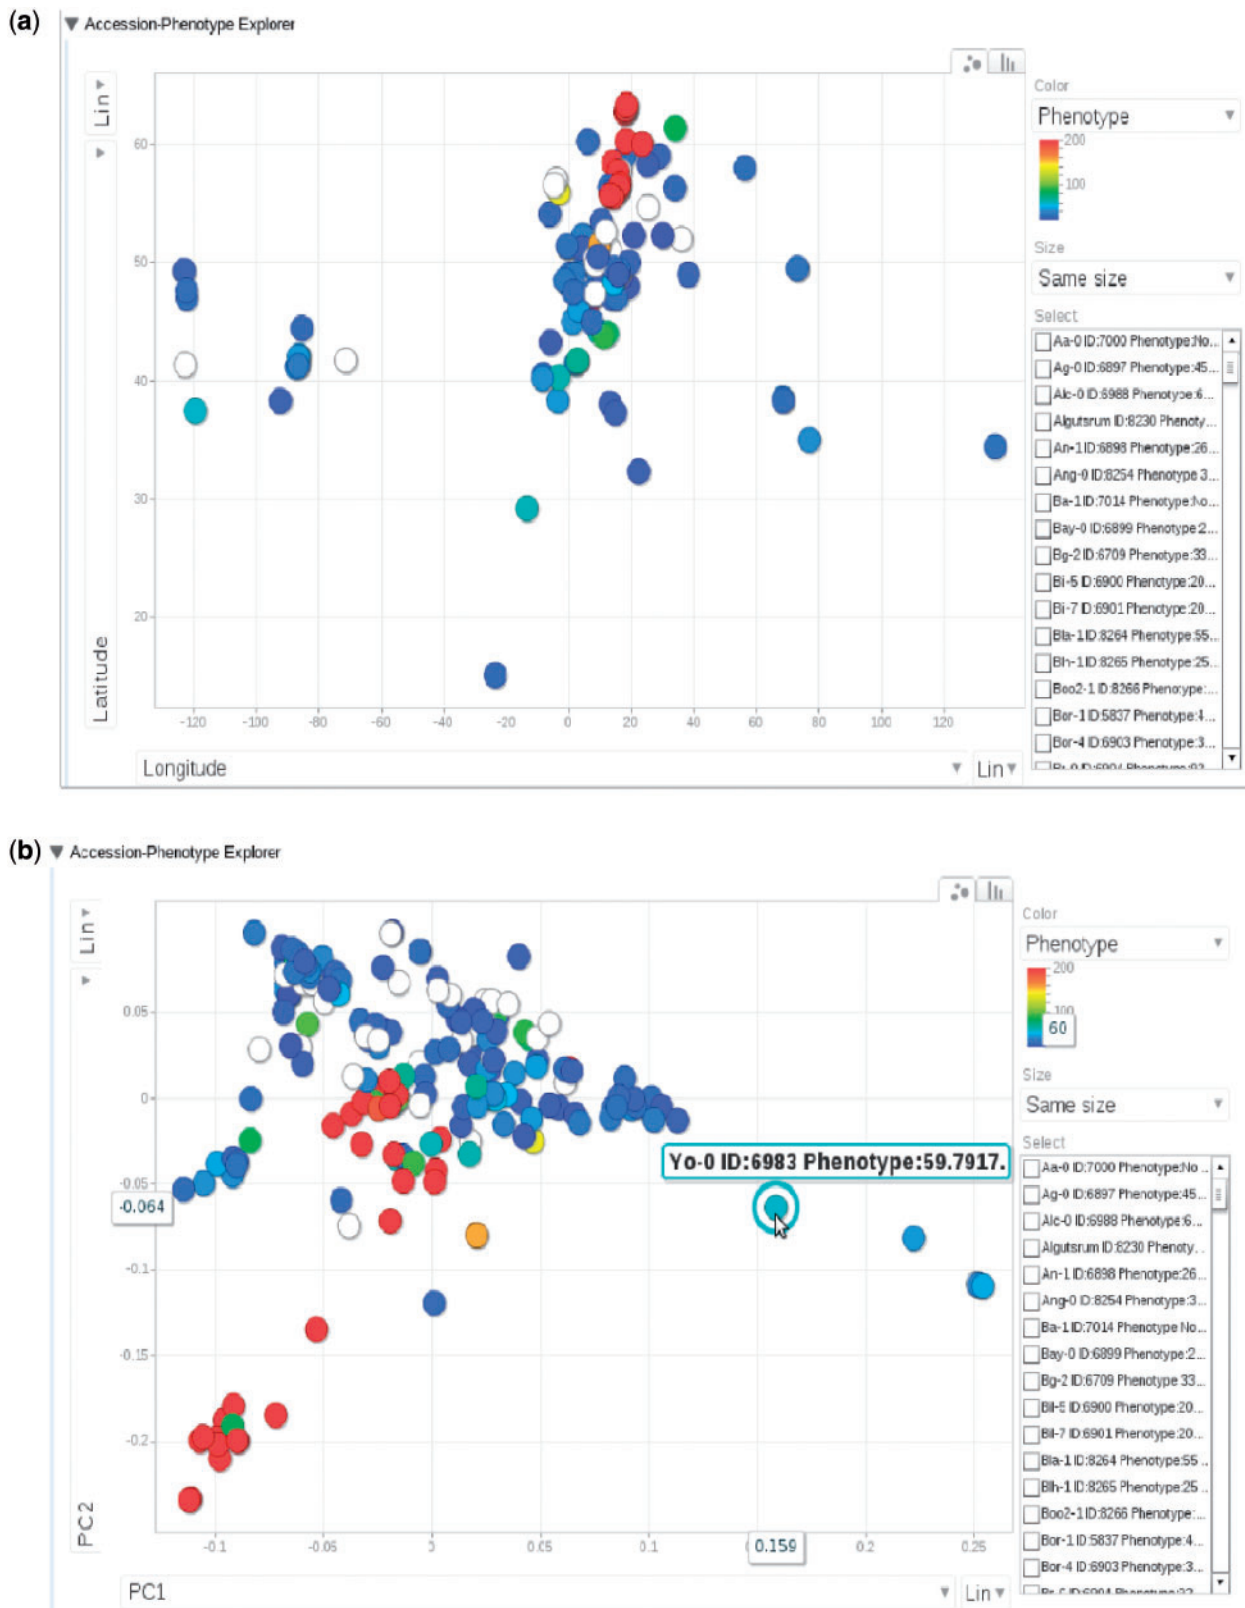 (a)
Accession-Phenotype Explorer
Lin
Color
Phenotype
200
100
Size
Same size
Select
60
50
40
30
20
Latitude
-120 -100 -80 -60 -40 -20 0 20 40 60 80 100 120
Longitude
Lin
Aa-0 ID:7000 Phenotype:No...
Ag-0 ID:6897 Phenotype:45...
Alc-0 ID:6988 Phenotype:6...
Algutsrum ID:8230 Phenoty...
An-1 ID:6898 Phenotype:26...
Ang-0 ID:8254 Phenotype 3...
Ba-1 ID:7014 Phenotype:No...
Bay-0 ID:6899 Phenotype:2...
Bg-2 ID:6709 Phenotype:33...
Bi-5 ID:6900 Phenotype:20...
Bi-7 ID:6901 Phenotype:20...
Bla-1 ID:8264 Phenotype:55...
Blh-1 ID:8265 Phenotype:25...
Boo2-1 ID:8266 Phenotype:...
Bor-1 ID:5837 Phenotype:4...
Bor-4 ID:6903 Phenotype:3...
(b)
Accession-Phenotype Explorer
Lin
Color
Phenotype
200
100
60
Size
Same size
Select
0.05
0
-0.05
-0.064
-0.1
-0.15
-0.2
PC2
Yo-0 ID:6983 Phenotype:59.7917.
-0.1 -0.05 0.05 0.1 0.159 0.2 0.25
PC1
Lin
Aa-0 ID:7000 Phenotype:No ..
Ag-0 ID:6897 Phenotype:45...
Alc-0 ID:6988 Phenotype:6...
Algutsrum ID:8230 Phenoty. .
An-1 ID:6898 Phenotype:26...
Ang-0 ID:8254 Phenotype:3...
Ba-1 ID:7014 Phenotype No...
Bay-0 ID:6899 Phenotype:2...
Bg-2 ID:6709 Phenotype 33...
Bil-5 ID:6900 Phenotype:20...
Bil-7 ID:6901 Phenotype:20...
Bla-1 ID:8264 Phenotype:55 ..
Blh-1 ID:8265 Phenotype:25 ..
Boo2-1 ID:8266 Phenotype:...
Bor-1 ID:5837 Phenotype:4...
Bor-4 ID:6903 Phenotype:3...